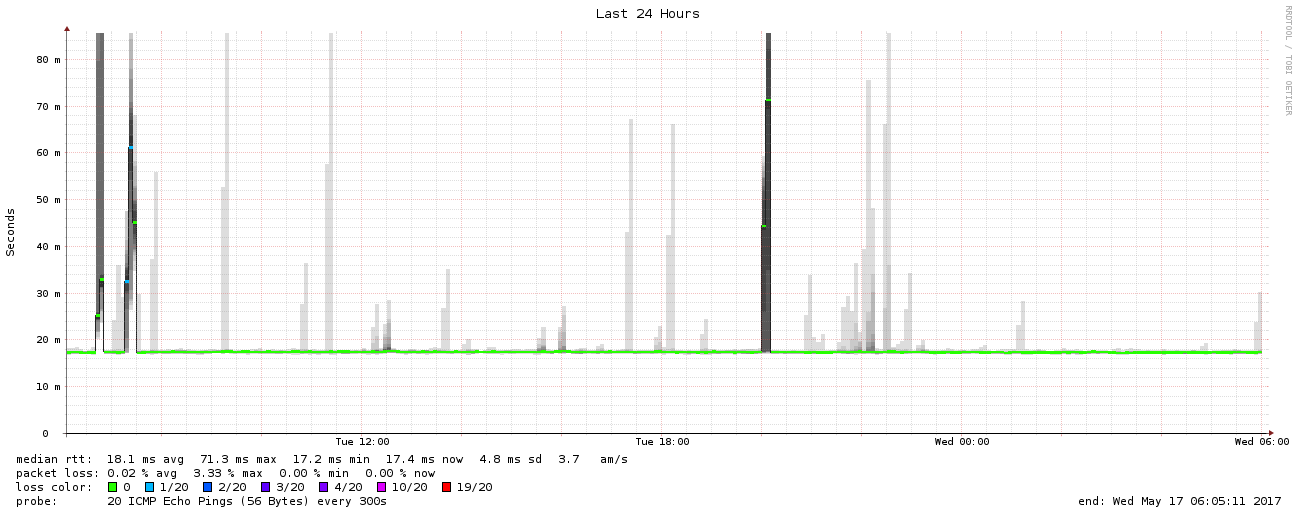 Last 24 Hours
RRDTOOL / TOBI OETIKER
Seconds
80 m
70 m
60 m
50 m
40 m
30 m
20 m
10 m
0
Tue 12:00 Tue 18:00 Wed 00:00 Wed 06:00
median rtt: 18.1 ms avg 71.3 ms max 17.2 ms min 17.4 ms now 4.8 ms sd 3.7 am/s
packet loss: 0.02 % avg 3.33 % max 0.00 % min 0.00 % now
loss color: 0 1/20 2/20 3/20 4/20 10/20 19/20
probe: 20 ICMP Echo Pings (56 Bytes) every 300s end: Wed May 17 06:05:11 2017